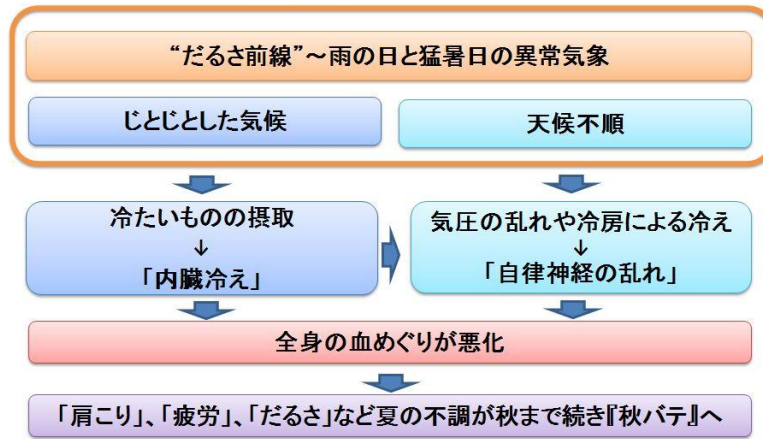 “だるさ前線”~雨の日と猛暑日の異常気象
じとじとした気候
天候不順
冷たいものの摂取
↓
「内臓冷え」
気圧の乱れや冷房による冷え
↓
「自律神経の乱れ」
全身の血めぐりが悪化
「肩こり」、「疲労」、「だるさ」など夏の不調が秋まで続き『秋バテ』へ